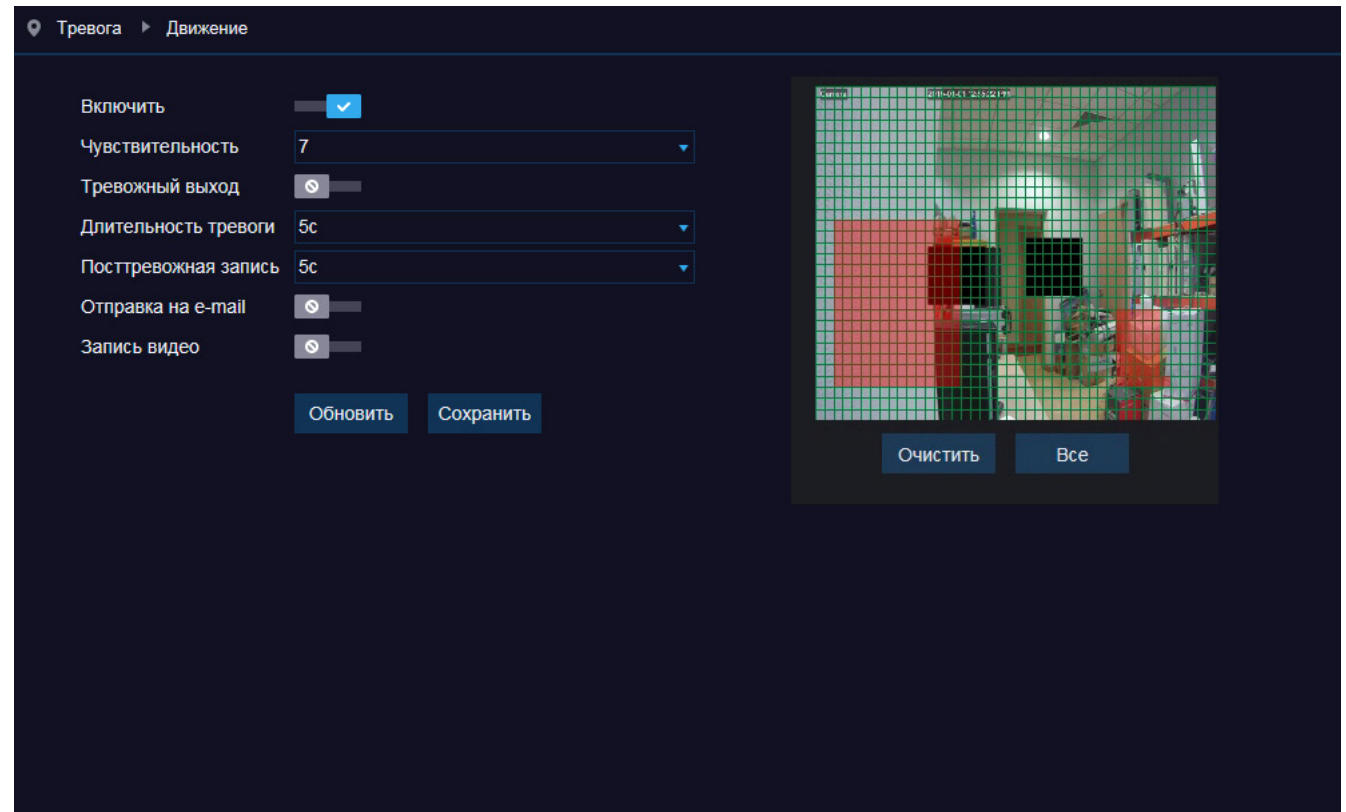 Тревога Движение
Включить
Чувствительность 7
Тревожный выход
Длительность тревоги 5с
Посттревожная запись 5с
Отправка на e-mail
Запись видео
Обновить Сохранить
Очистить Все